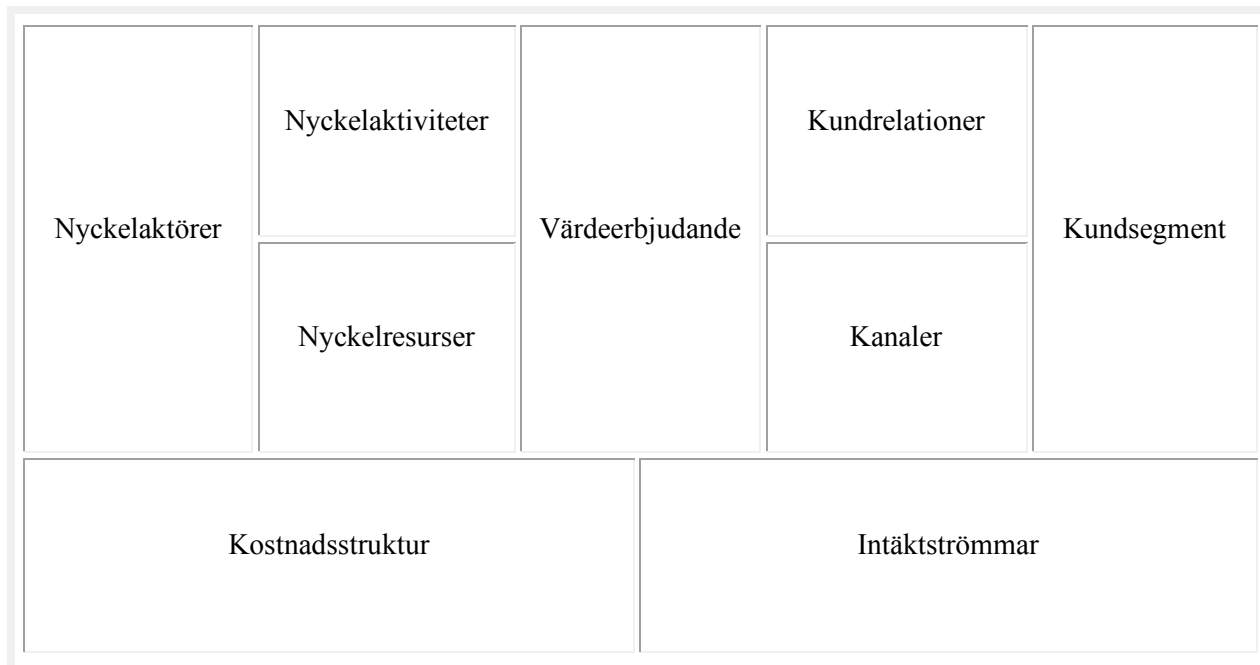 Nyckelaktörer
Nyckelaktiviteter
Nyckelresurser
Värdeerbjudande
Kundrelationer
Kanaler
Kundsegment
Kostnadsstruktur
Intäktströmmar